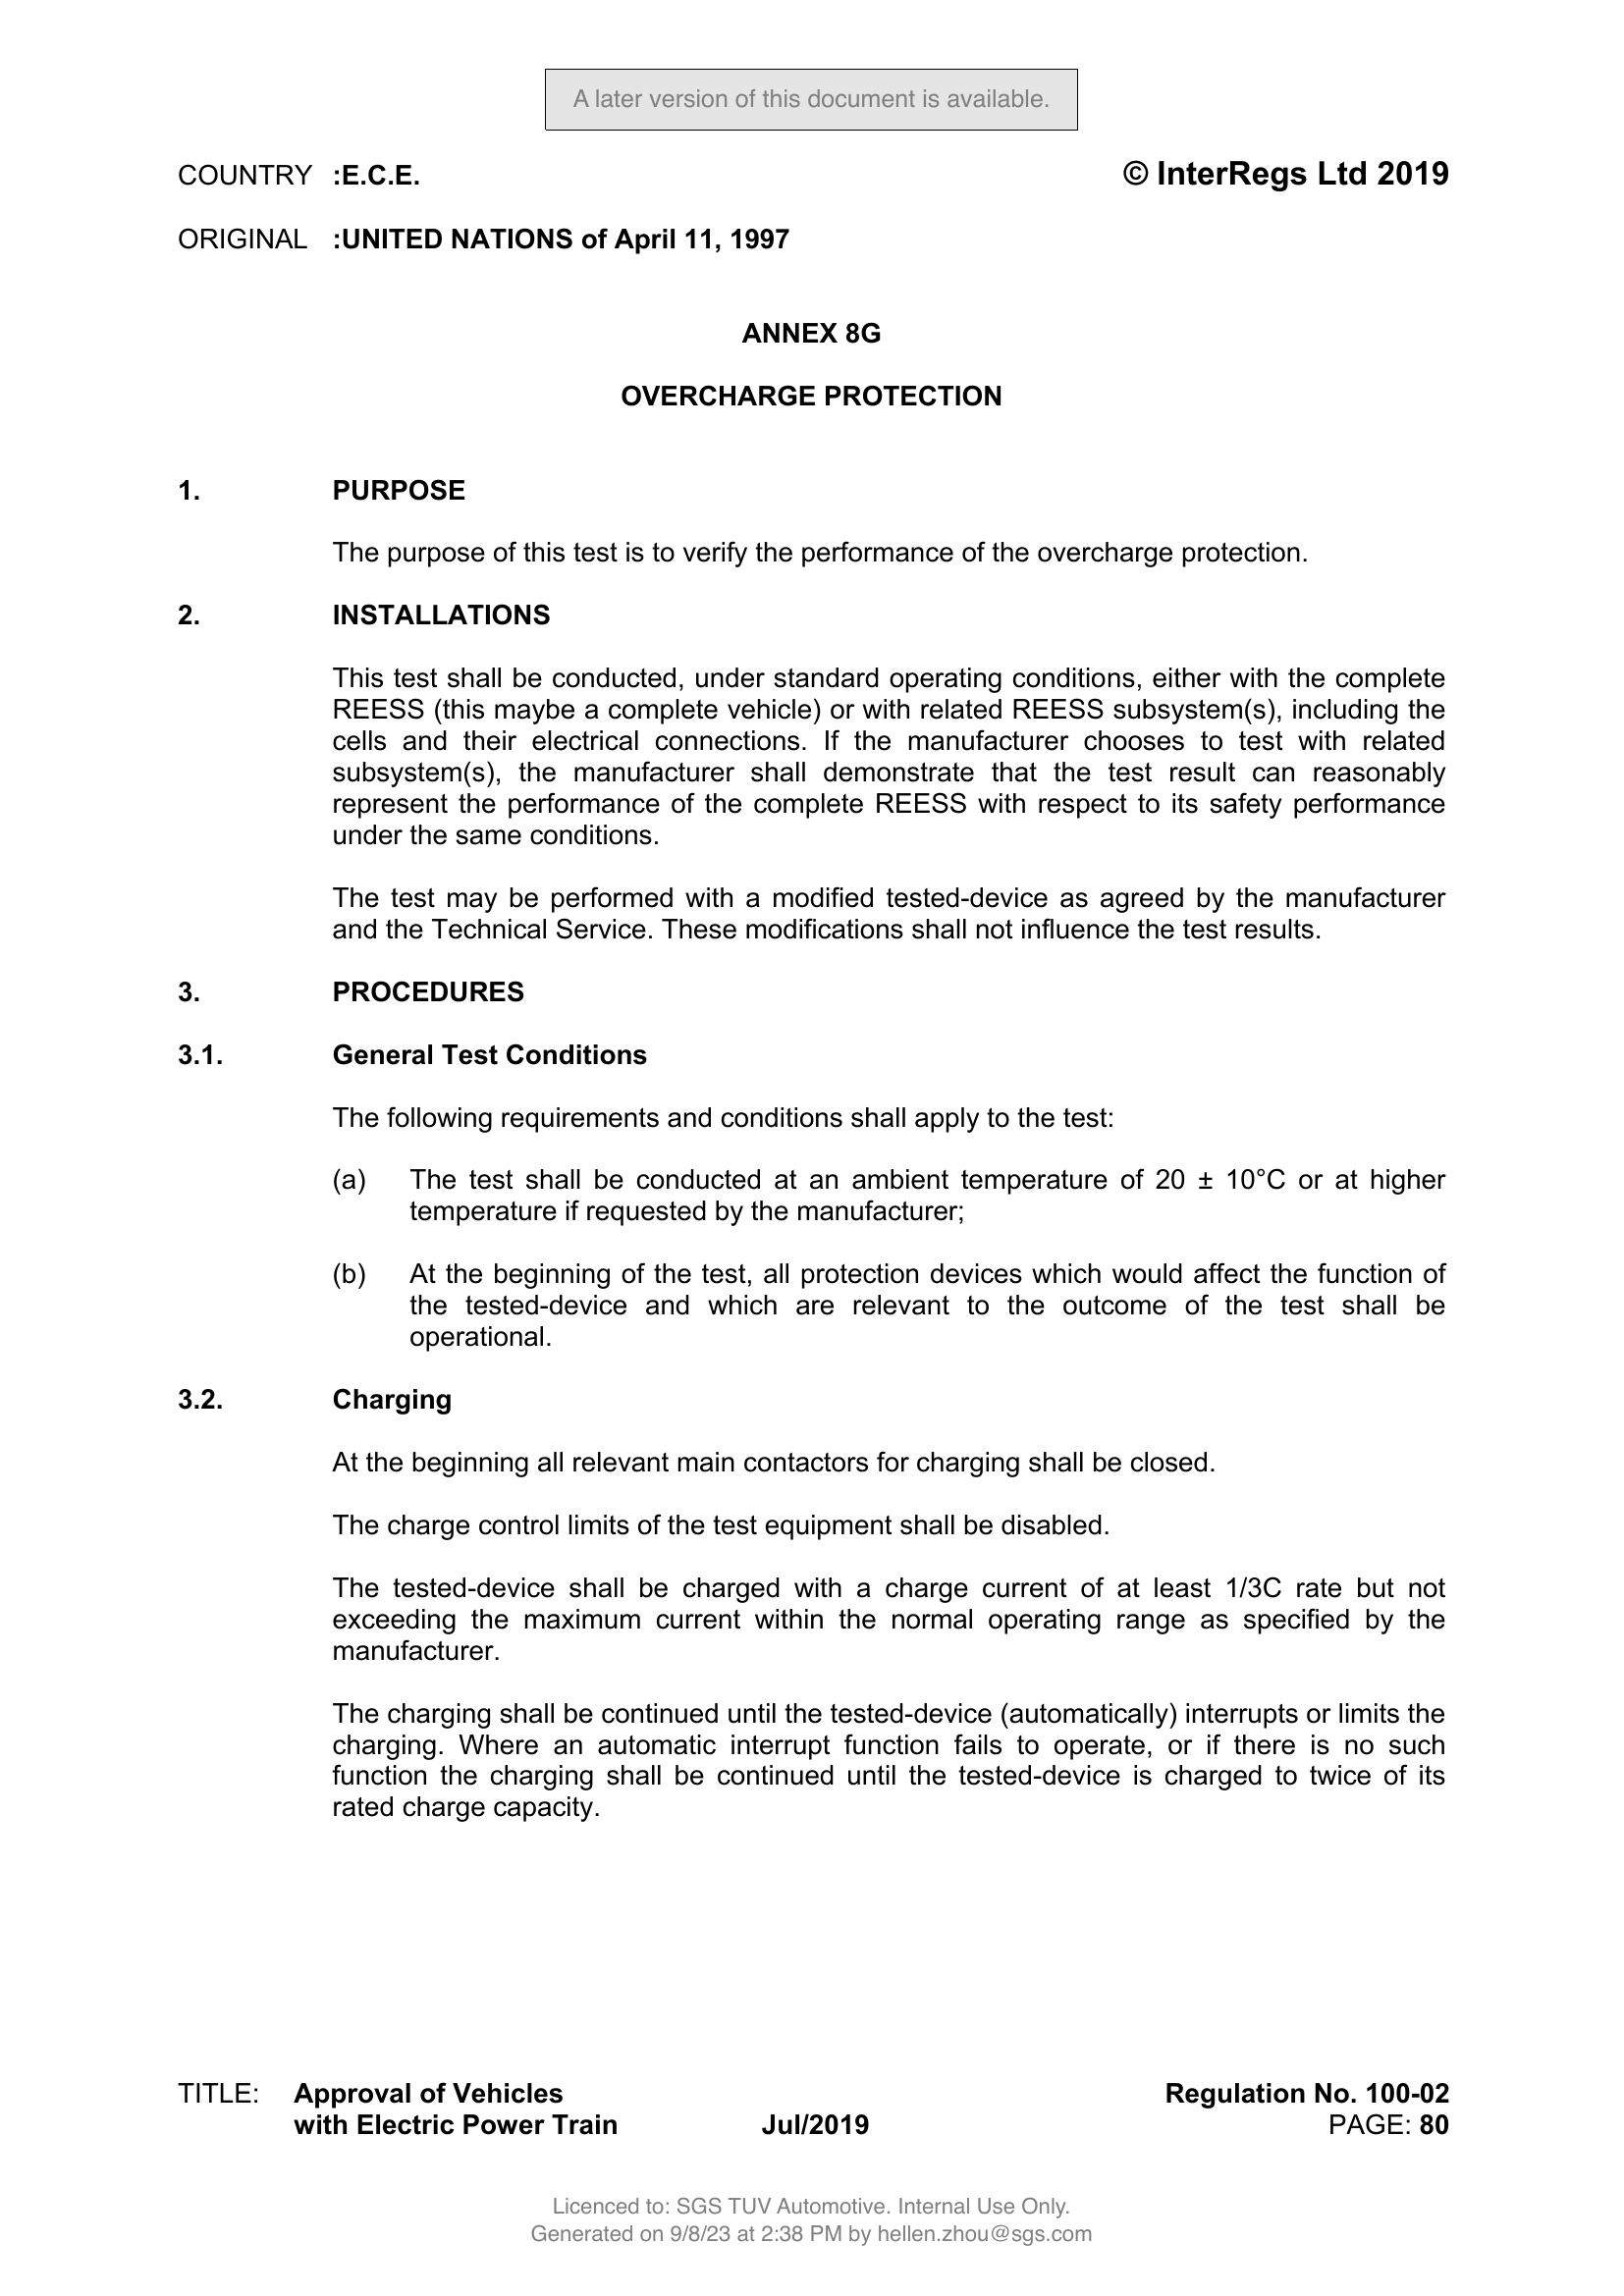 A later version of this document is available.
COUNTRY :E.C.E. © InterRegs Ltd 2019
ORIGINAL :UNITED NATIONS of April 11, 1997
ANNEX 8G
OVERCHARGE PROTECTION
1. PURPOSE
The purpose of this test is to verify the performance of the overcharge protection.
2. INSTALLATIONS
This test shall be conducted, under standard operating conditions, either with the complete
REESS (this maybe a complete vehicle) or with related REESS subsystem(s), including the
cells and their electrical connections. If the manufacturer chooses to test with related
subsystem(s), the manufacturer shall demonstrate that the test result can reasonably
represent the performance of the complete REESS with respect to its safety performance
under the same conditions.
The test may be performed with a modified tested-device as agreed by the manufacturer
and the Technical Service. These modifications shall not influence the test results.
3. PROCEDURES
3.1. General Test Conditions
The following requirements and conditions shall apply to the test:
(a) The test shall be conducted at an ambient temperature of 20 ± 10°C or at higher
temperature if requested by the manufacturer;
(b) At the beginning of the test, all protection devices which would affect the function of
the tested-device and which are relevant to the outcome of the test shall be
operational.
3.2. Charging
At the beginning all relevant main contactors for charging shall be closed.
The charge control limits of the test equipment shall be disabled.
The tested-device shall be charged with a charge current of at least 1/3C rate but not
exceeding the maximum current within the normal operating range as specified by the
manufacturer.
The charging shall be continued until the tested-device (automatically) interrupts or limits the
charging. Where an automatic interrupt function fails to operate, or if there is no such
function the charging shall be continued until the tested-device is charged to twice of its
rated charge capacity.
TITLE: Approval of Vehicles Regulation No. 100-02
with Electric Power Train Jul/2019 PAGE: 80
Licenced to: SGS TUV Automotive. Internal Use Only.
Generated on 9/8/23 at 2:38 PM by hellen.zhou@sgs.com